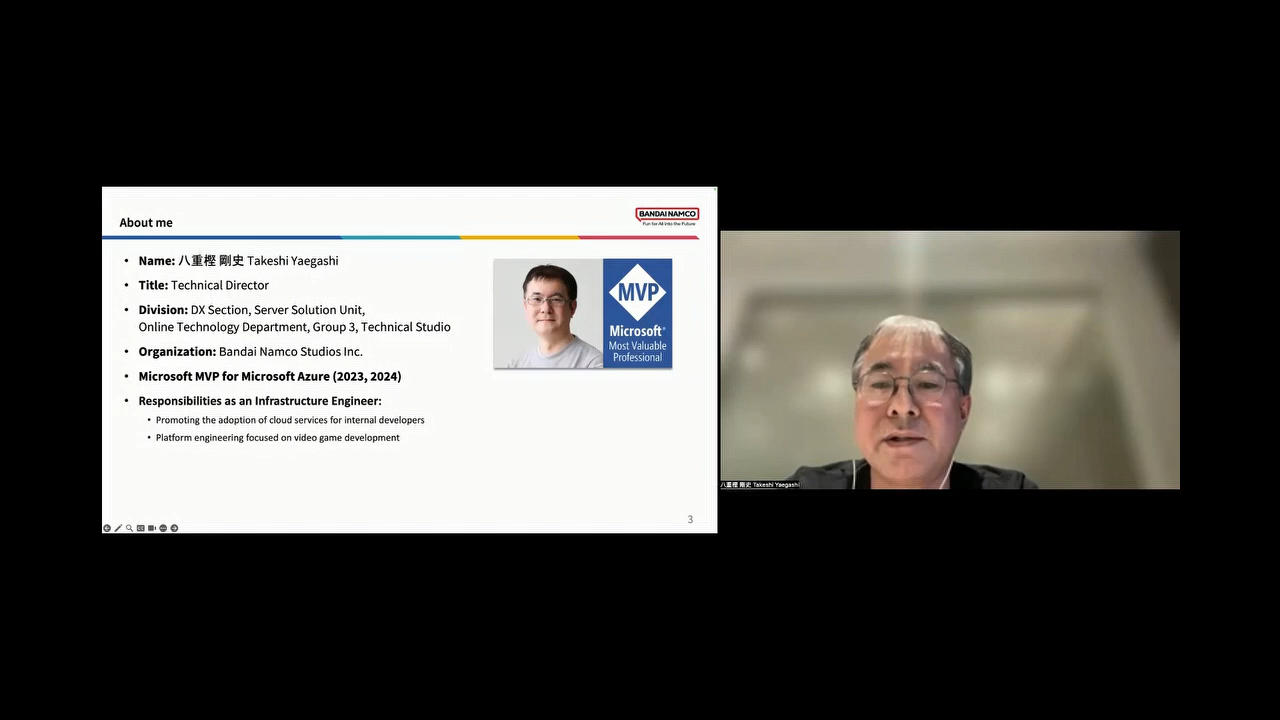 About me
BANDAI NAMCO
Fun for All into the Future
• Name: 八重樫 剛史 Takeshi Yaegashi
• Title: Technical Director
• Division: DX Section, Server Solution Unit,
Online Technology Department, Group 3, Technical Studio
• Organization: Bandai Namco Studios Inc.
• Microsoft MVP for Microsoft Azure (2023, 2024)
• Responsibilities as an Infrastructure Engineer:
• Promoting the adoption of cloud services for internal developers
• Platform engineering focused on video game development
MVP
Microsoft®
Most Valuable
Professional
3
八重樫 剛史 Takeshi Yaegashi